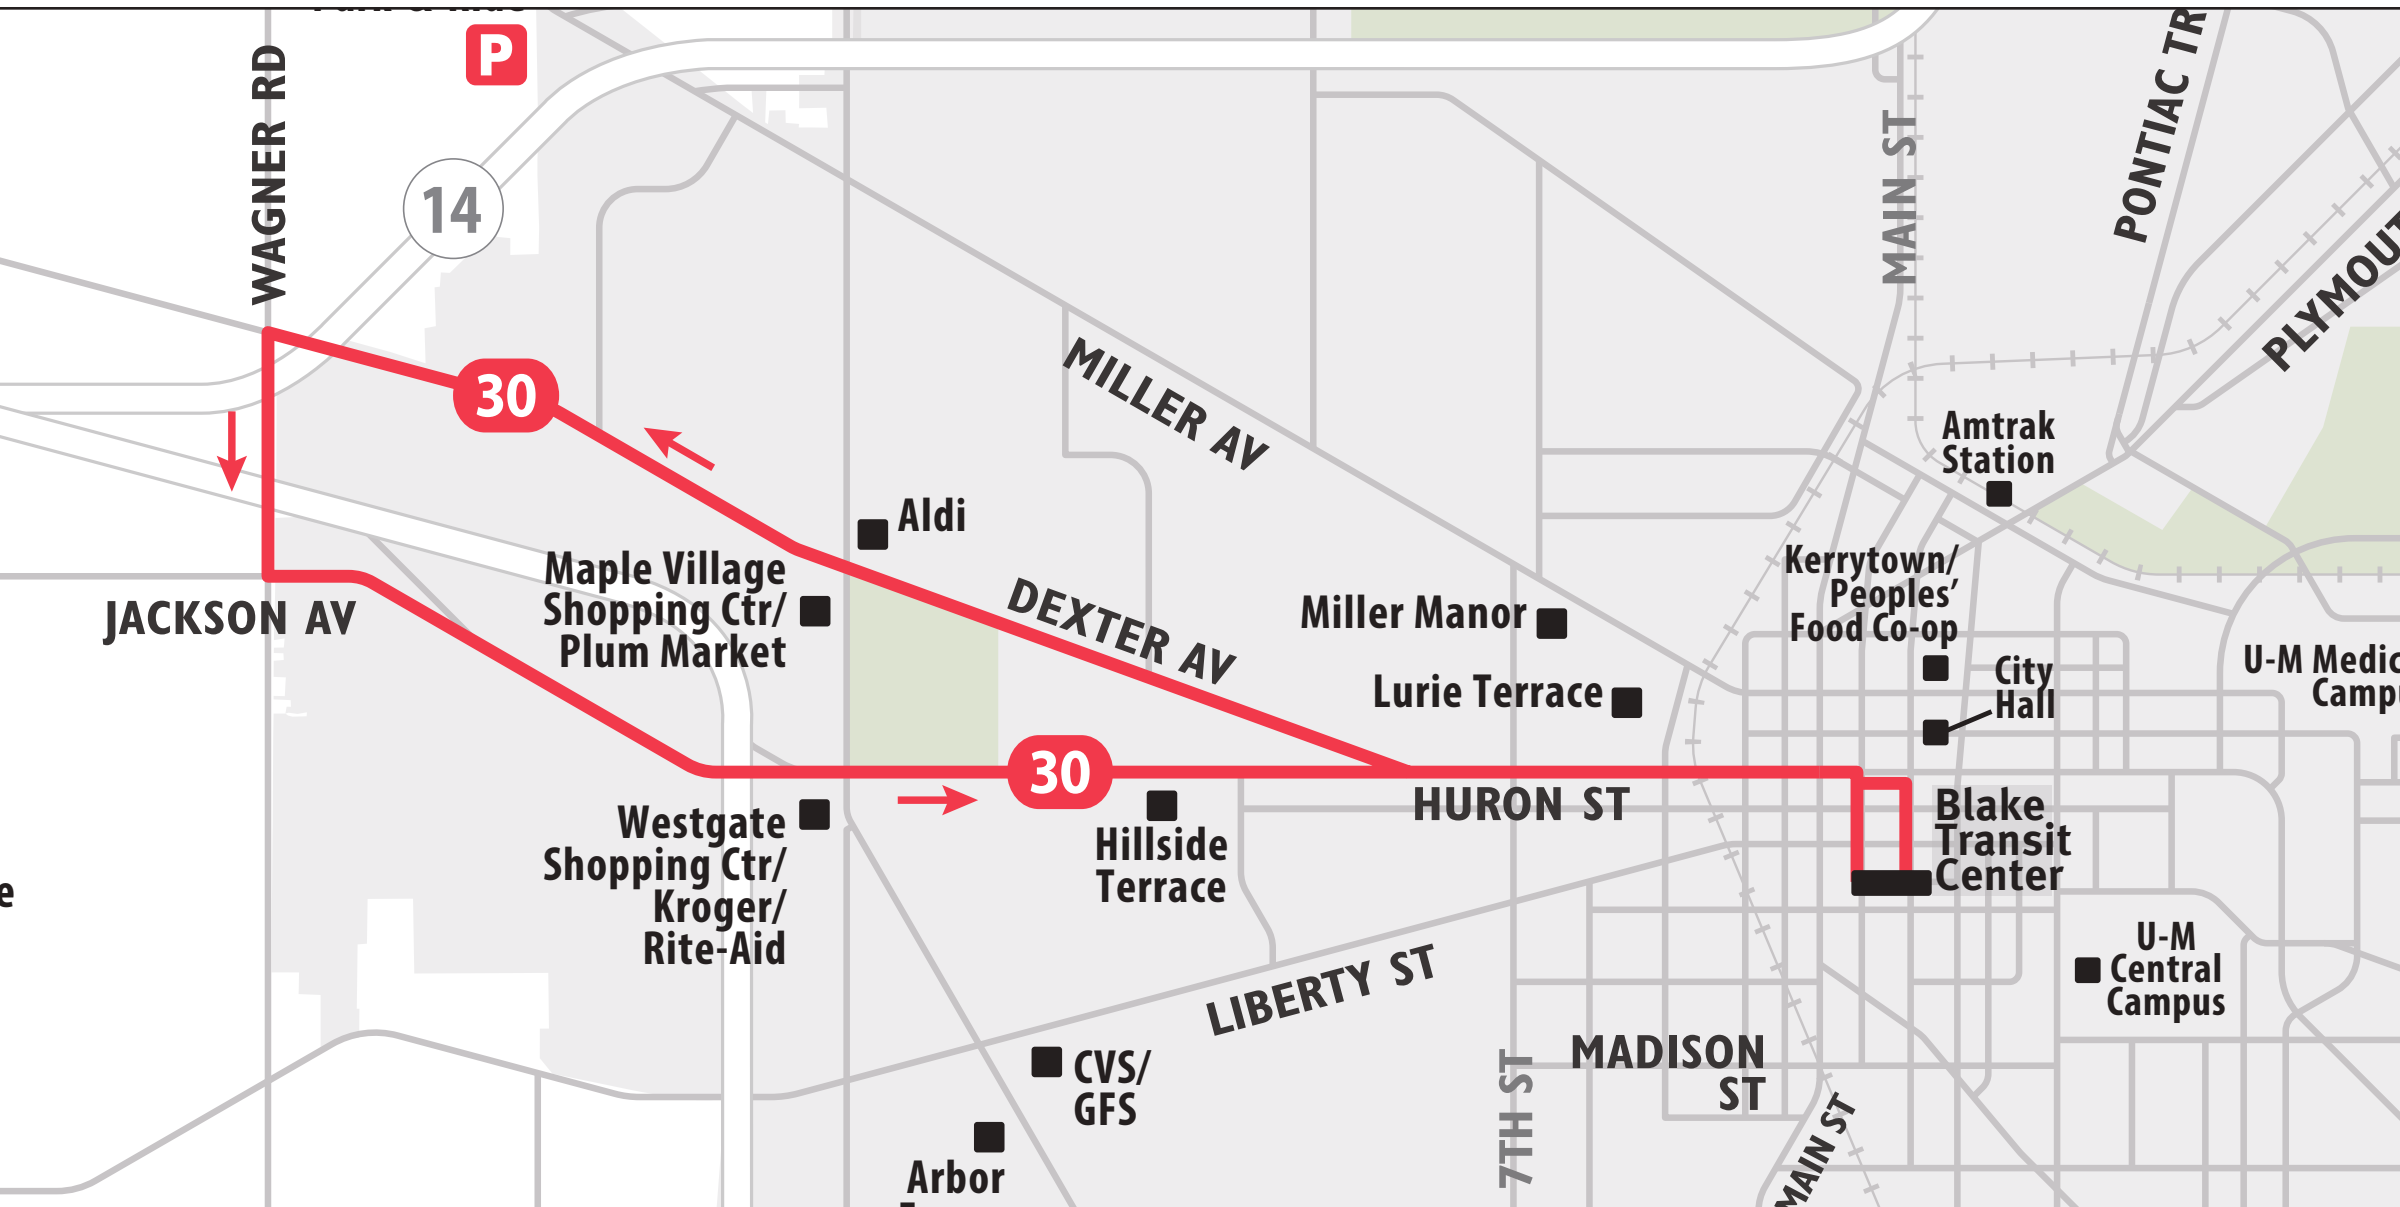 P
WAGNER RD
14
MAIN ST
PONTIAC TR
30
MILLER AV
Amtrak
Station
Aldi
Maple Village
Shopping Ctr/
Plum Market
JACKSON AV
DEXTER AV
Miller Manor
Lurie Terrace
Kerrytown/
Peoples'
Food Co-op
City
Hall
30
HURON ST
Westgate
Shopping Ctr/
Kroger/
Rite-Aid
Hillside
Terrace
Blake
Transit
Center
LIBERTY ST
U-M
Central
Campus
CVS/
GFS
7TH ST
MADISON
ST
MAIN ST
Arbor
U-M